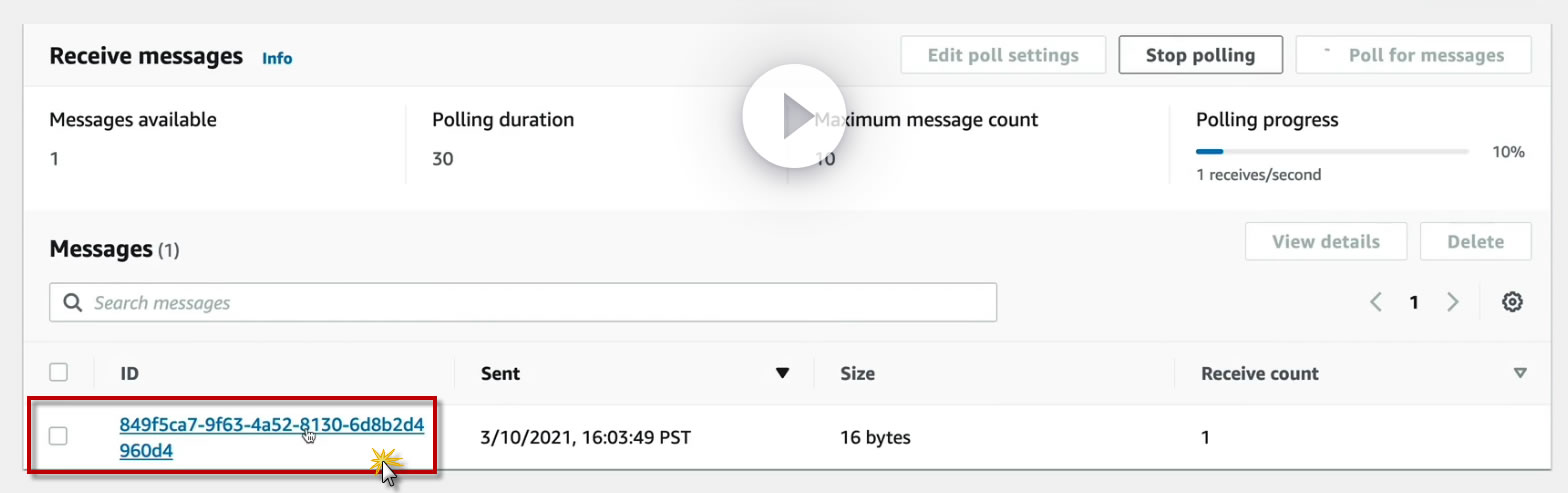 Receive messages Info
Edit poll settings Stop polling Poll for messages
Messages available Polling duration Maximum message count Polling progress
1 30 10 10%
1 receives/second
Messages (1)
View details Delete
Search messages
1
ID Sent Size Receive count
849f5ca7-9f63-4a52-8130-6d8b2d4
960d4
3/10/2021, 16:03:49 PST 16 bytes 1